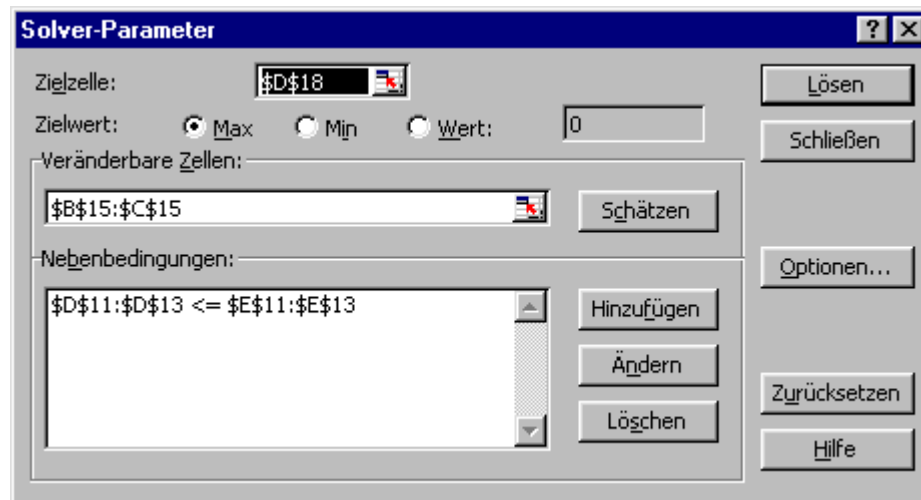 Solver-Parameter
Zielzelle: $D$18 Lösen
Zielwert: Max Min Wert: 0 Schließen
Veränderbare Zellen:
$B$15:$C$15 Schätzen
Nebenbedingungen: Optionen...
$D$11:$D$13 <= $E$11:$E$13 Hinzufügen
Ändern
Zurücksetzen
Löschen
Hilfe